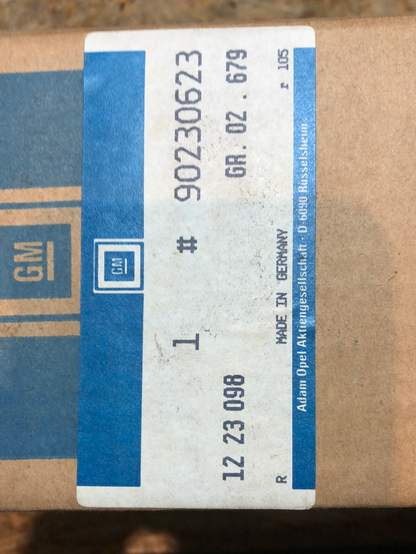 GM
GM
1 # 90230623
12 23 098 GR. 02 . 679
R MADE IN GERMANY r 105
Adam Opel Aktiengesellschaft · D-6090 Rüsselsheim